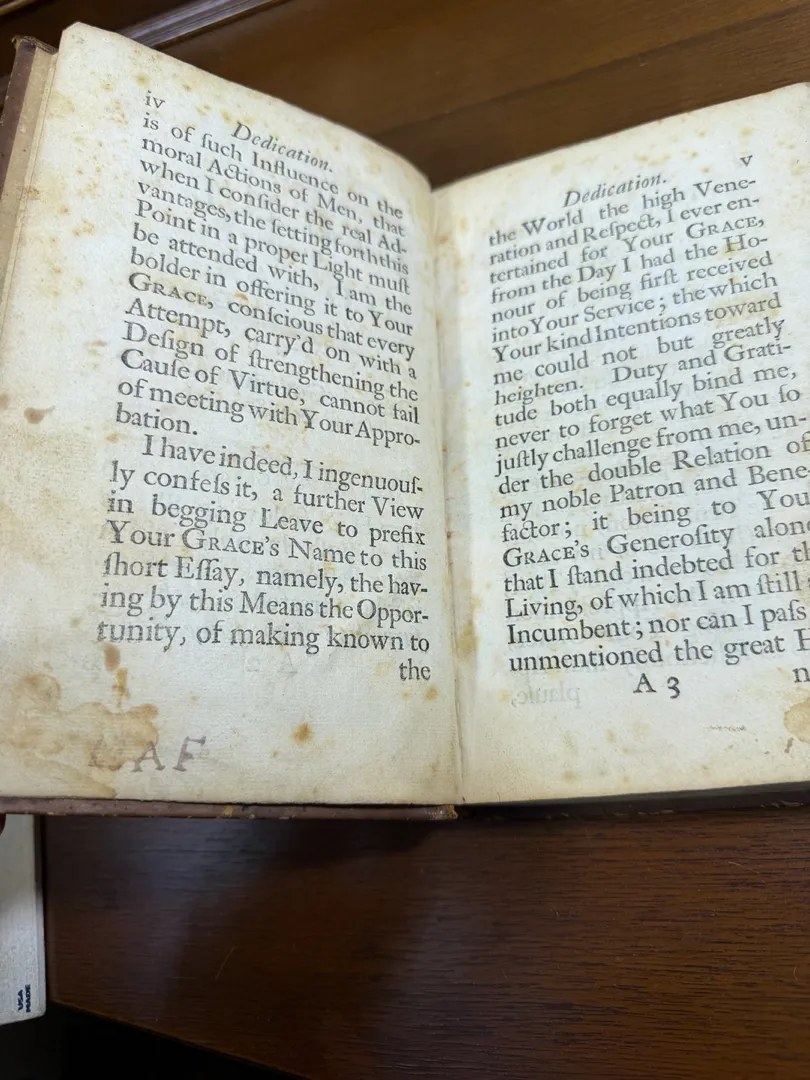 iv
Dedication.
is of ſuch Influence on the
moral Actions of Men, that
when I conſider the real Ad-
vantages, the ſetting forth this
Point in a proper Light muſt
be attended with, I am the
bolder in offering it to Your
GRACE, conſcious that every
Attempt, carry'd on with a
Deſign of ſtrengthening the
Cauſe of Virtue, cannot fail
of meeting with Your Appro-
bation.
I have indeed, I ingenuouſ-
ly confeſs it, a further View
in begging Leave to prefix
Your GRACE's Name to this
ſhort Eſſay, namely, the hav-
ing by this Means the Oppor-
tunity, of making known to
the
AF
Dedication.
v
the World the high Vene-
ration and Reſpect, I ever en-
tertained for Your GRACE,
from the Day I had the Ho-
nour of being firſt received
into Your Service; the which
Your kind Intentions toward
me could not but greatly
heighten. Duty and Grati-
tude both equally bind me,
never to forget what You ſo
juſtly challenge from me, un-
der the double Relation of
my noble Patron and Bene-
factor; it being to You
GRACE's Generoſity alon
that I ſtand indebted for th
Living, of which I am ſtill
Incumbent; nor can I paſs
unmentioned the great
A 3
USA
MADE